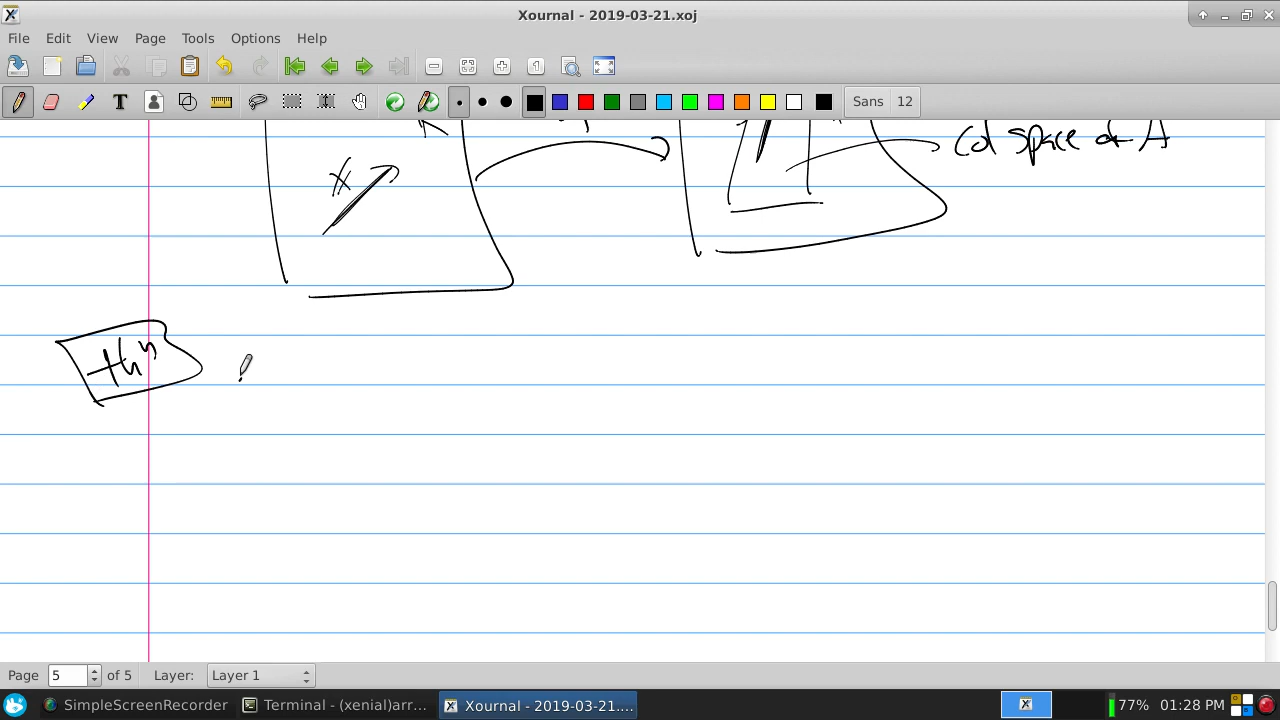 Xournal - 2019-03-21.xoj
File Edit View Page Tools Options Help
Sans 12
Col space of A
x
thm
Page 5 of 5 Layer: Layer 1
SimpleScreenRecorder Terminal - (xenial)arr... Xournal - 2019-03-21.... 77% 01:28 PM